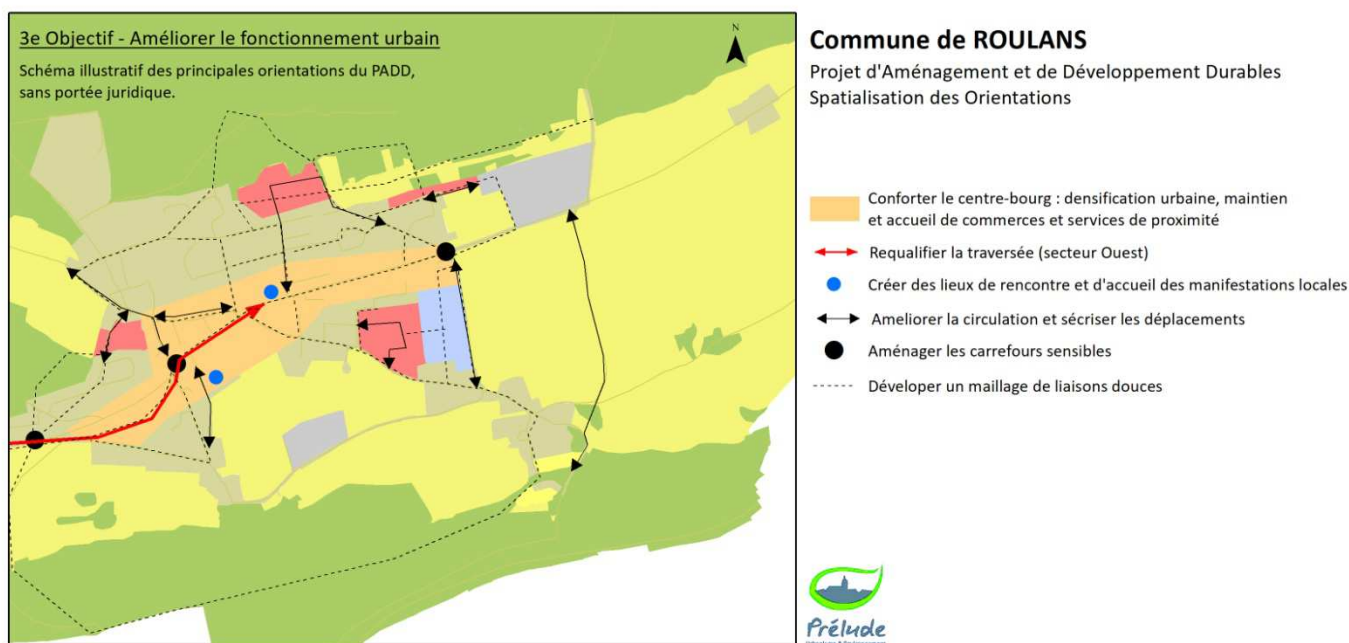 3e Objectif - Améliorer le fonctionnement urbain
Schéma illustratif des principales orientations du PADD,
sans portée juridique.
N
Commune de ROULANS
Projet d'Aménagement et de Développement Durables
Spatialisation des Orientations
Conforter le centre-bourg : densification urbaine, maintien
et accueil de commerces et services de proximité
Requalifier la traversée (secteur Ouest)
Créer des lieux de rencontre et d'accueil des manifestations locales
Ameliorer la circulation et sécriser les déplacements
Aménager les carrefours sensibles
Déveloper un maillage de liaisons douces
Prélude